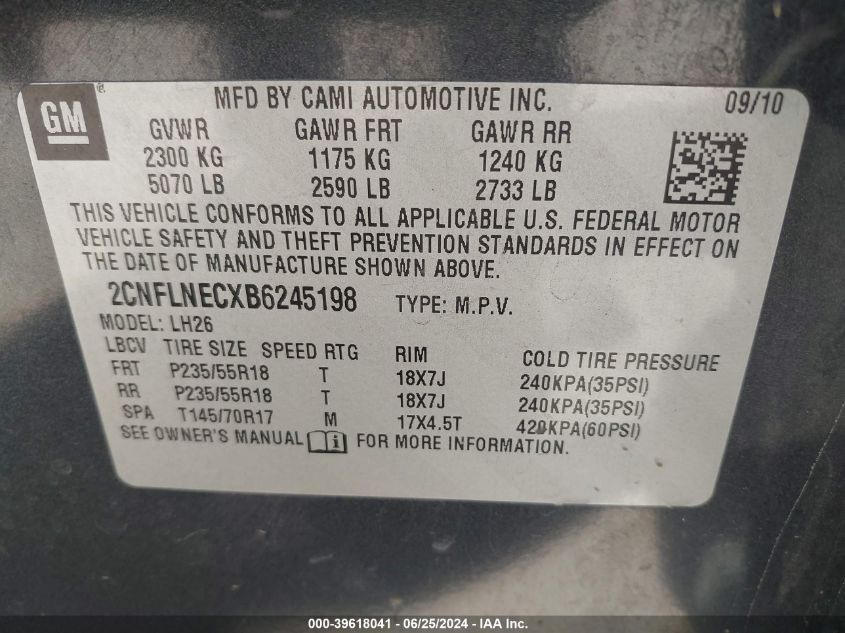 GM ® MFD BY CAMI AUTOMOTIVE INC. 09/10
GVWR GAWR FRT GAWR RR
2300 KG 1175 KG 1240 KG
5070 LB 2590 LB 2733 LB
THIS VEHICLE CONFORMS TO ALL APPLICABLE U.S. FEDERAL MOTOR
VEHICLE SAFETY AND THEFT PREVENTION STANDARDS IN EFFECT ON
THE DATE OF MANUFACTURE SHOWN ABOVE.
2CNFLNECXB6245198 TYPE: M.P.V.
MODEL: LH26
LBCV TIRE SIZE SPEED RTG RIM COLD TIRE PRESSURE
FRT P235/55R18 T 18X7J 240KPA(35PSI)
RR P235/55R18 T 18X7J 240KPA(35PSI)
SPA T145/70R17 M 17X4.5T 420KPA(60PSI)
SEE OWNER'S MANUAL i FOR MORE INFORMATION.
000-39618041 / 06/25/2024 - IAA Inc.